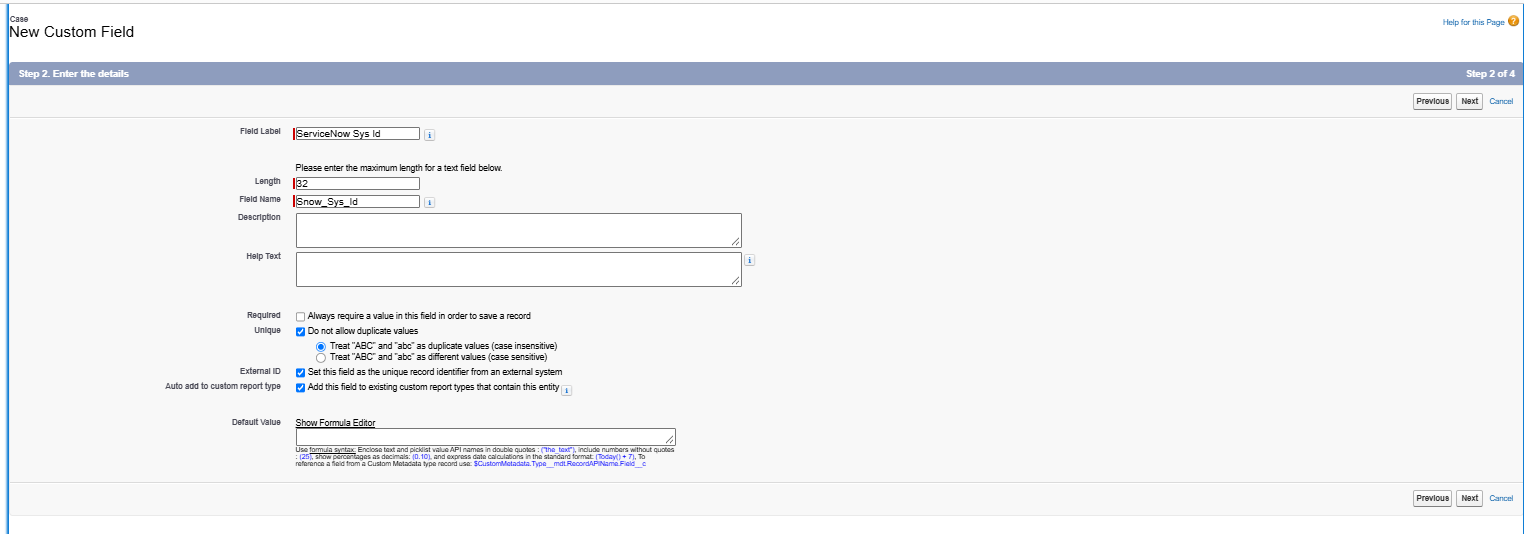 Case
New Custom Field
Help for this Page ?
Step 2. Enter the details
Step 2 of 4
Previous Next Cancel
Field Label ServiceNow Sys Id i
Please enter the maximum length for a text field below.
Length 32
Field Name Snow_Sys_Id i
Description
Help Text i
Required Always require a value in this field in order to save a record
Unique Do not allow duplicate values
Treat "ABC" and "abc" as duplicate values (case insensitive)
Treat "ABC" and "abc" as different values (case sensitive)
External ID Set this field as the unique record identifier from an external system
Auto add to custom report type Add this field to existing custom report types that contain this entity i
Default Value Show Formula Editor
Use formula syntax: Enclose text and picklist value API names in double quotes : ("the_text"), include numbers without quotes
: (25), show percentages as decimals: (0.10), and express date calculations in the standard format: (Today() + 7), To
reference a field from a Custom Metadata type record use: $CustomMetadata.Type__mdt.RecordAPIName.Field__c
Previous Next Cancel